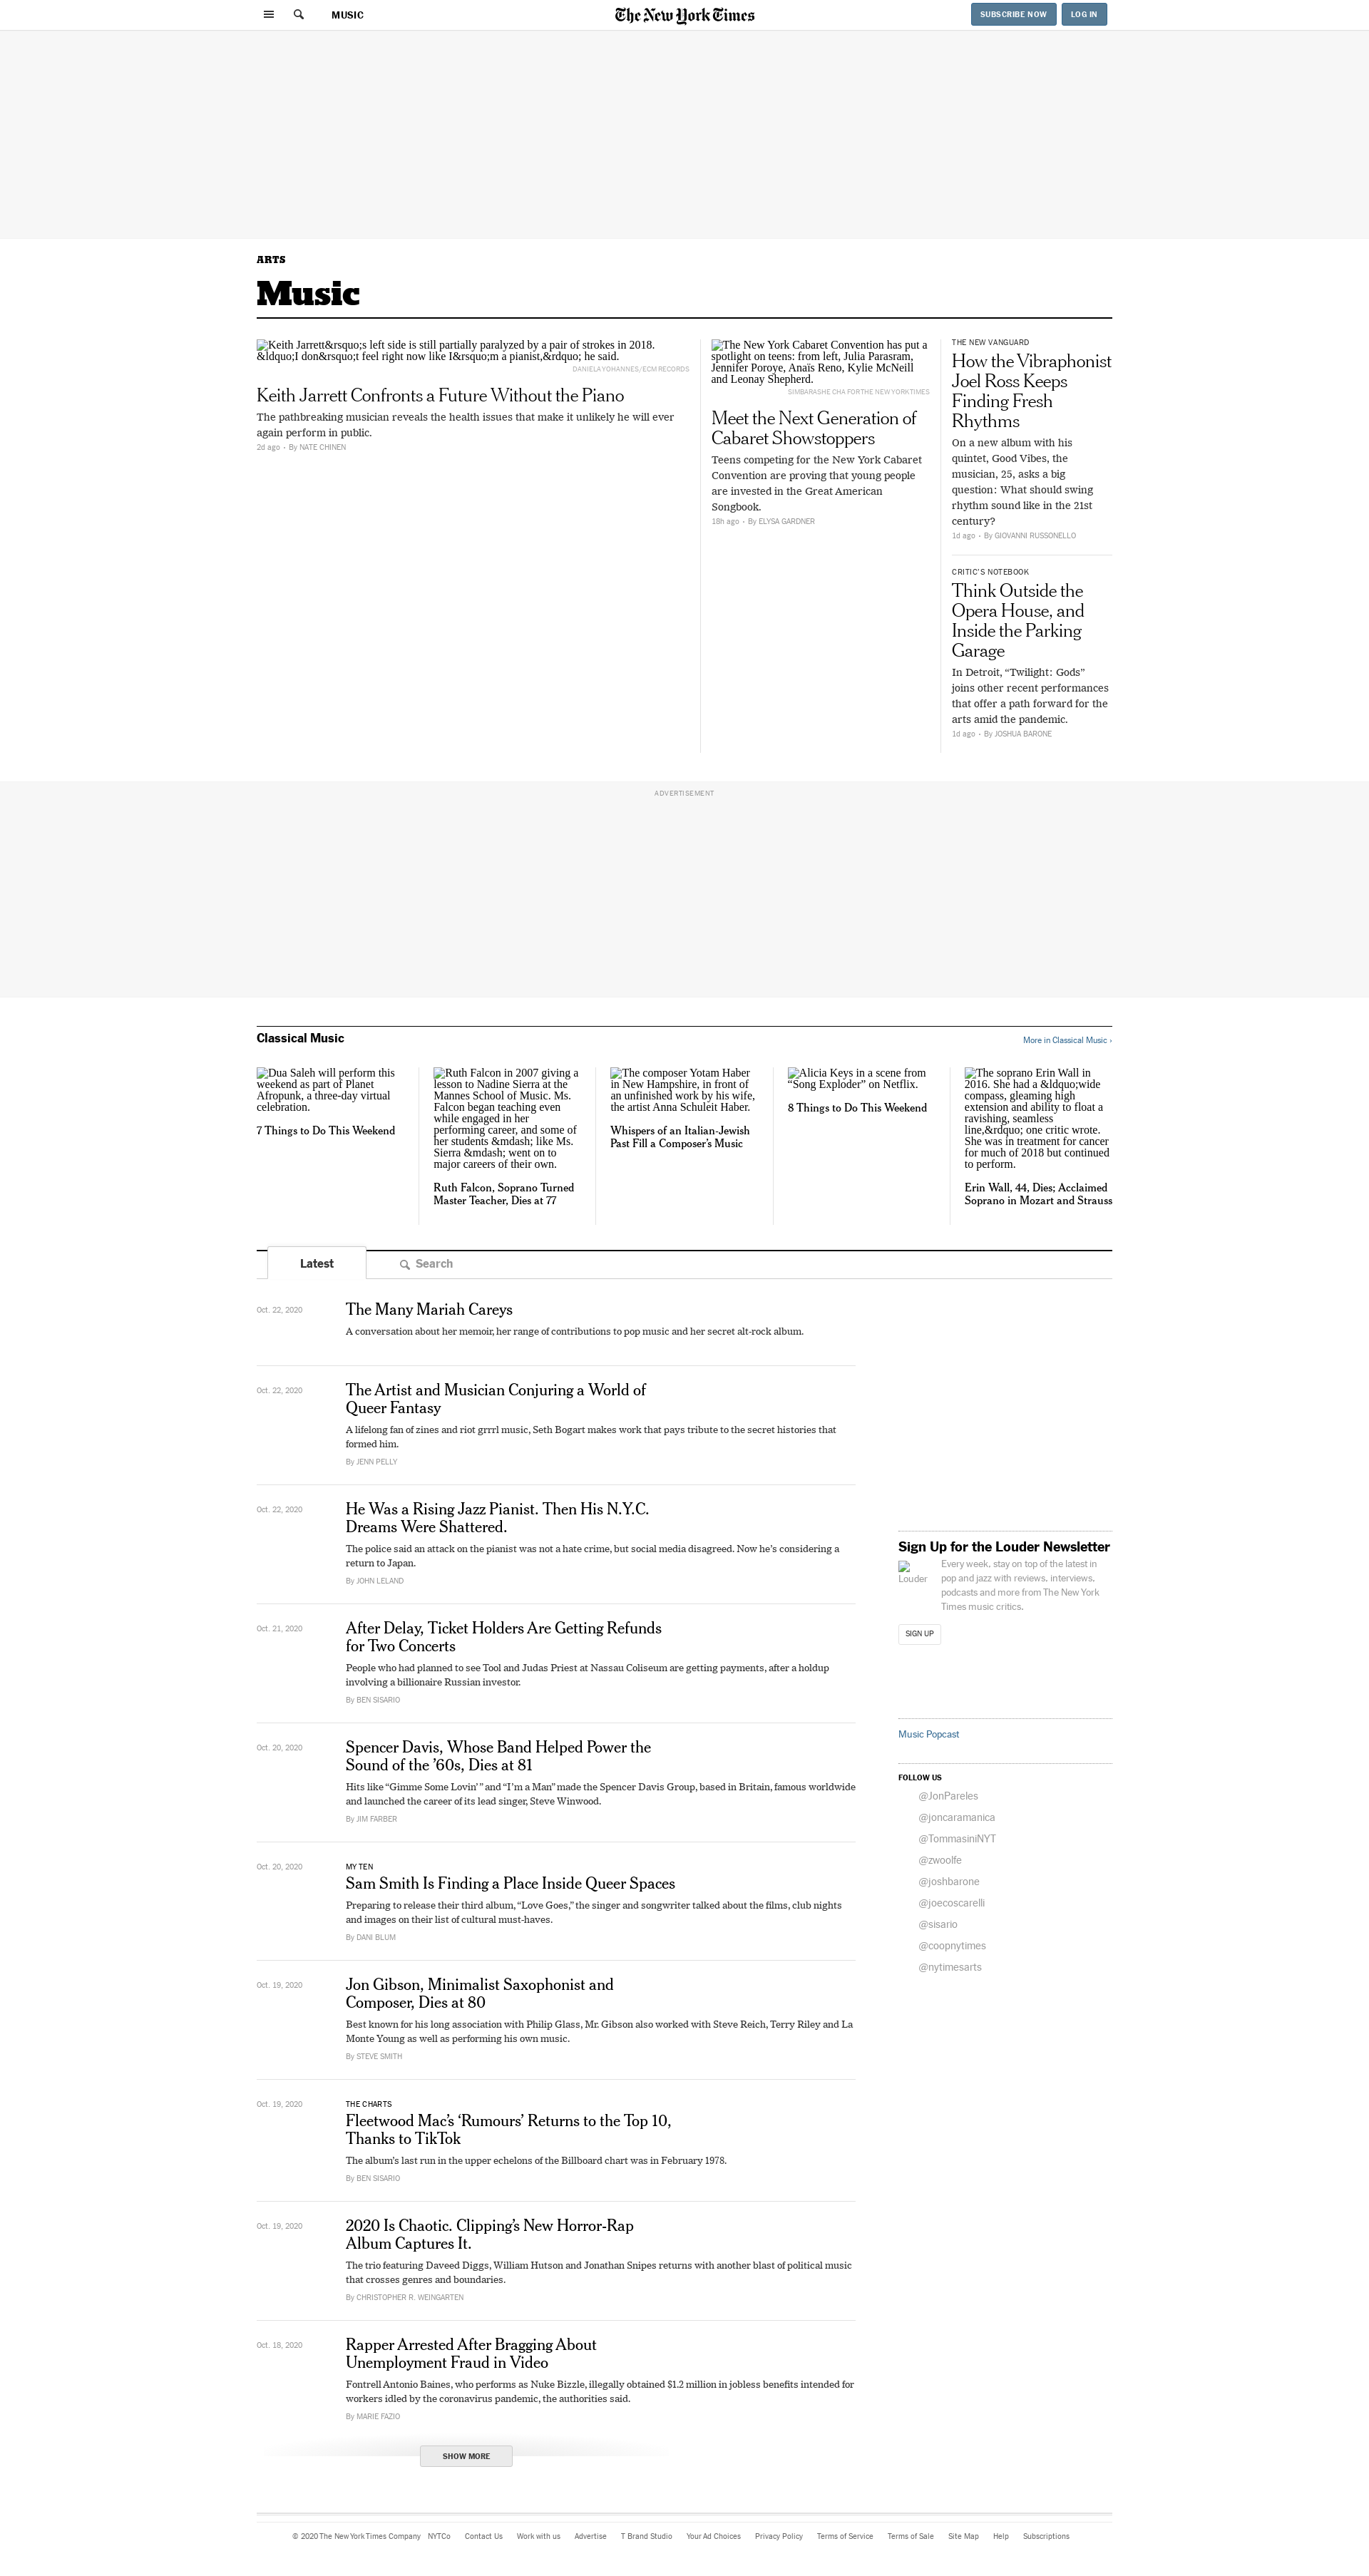 MUSIC
The New York Times
SUBSCRIBE NOW
LOG IN
ARTS
Music
Keith Jarrett&rsquo;s left side is still partially paralyzed by a pair of strokes in 2018.
&ldquo;I don&rsquo;t feel right now like I&rsquo;m a pianist,&rdquo; he said.
DANIELA YOHANNES/ECM RECORDS
Keith Jarrett Confronts a Future Without the Piano
The pathbreaking musician reveals the health issues that make it unlikely he will ever
again perform in public.
2d ago • By NATE CHINEN
The New York Cabaret Convention has put a
spotlight on teens: from left, Julia Parasram,
Jennifer Poroye, Anaïs Reno, Kylie McNeill
and Leonay Shepherd.
SIMBARASHE CHA FOR THE NEW YORK TIMES
Meet the Next Generation of
Cabaret Showstoppers
Teens competing for the New York Cabaret
Convention are proving that young people
are invested in the Great American
Songbook.
18h ago • By ELYSA GARDNER
THE NEW VANGUARD
How the Vibraphonist
Joel Ross Keeps
Finding Fresh
Rhythms
On a new album with his
quintet, Good Vibes, the
musician, 25, asks a big
question: What should swing
rhythm sound like in the 21st
century?
1d ago • By GIOVANNI RUSSONELLO
CRITIC’S NOTEBOOK
Think Outside the
Opera House, and
Inside the Parking
Garage
In Detroit, “Twilight: Gods”
joins other recent performances
that offer a path forward for the
arts amid the pandemic.
1d ago • By JOSHUA BARONE
ADVERTISEMENT
Classical Music
More in Classical Music ›
Dua Saleh will perform this
weekend as part of Planet
Afropunk, a three-day virtual
celebration.
7 Things to Do This Weekend
Ruth Falcon in 2007 giving a
lesson to Nadine Sierra at the
Mannes School of Music. Ms.
Falcon began teaching even
while engaged in her
performing career, and some of
her students &mdash; like Ms.
Sierra &mdash; went on to
major careers of their own.
Ruth Falcon, Soprano Turned
Master Teacher, Dies at 77
The composer Yotam Haber
in New Hampshire, in front of
an unfinished work by his wife,
the artist Anna Schuleit Haber.
Whispers of an Italian-Jewish
Past Fill a Composer’s Music
Alicia Keys in a scene from
“Song Exploder” on Netflix.
8 Things to Do This Weekend
The soprano Erin Wall in
2016. She had a &ldquo;wide
compass, gleaming high
extension and ability to float a
ravishing, seamless
line,&rdquo; one critic wrote.
She was in treatment for cancer
for much of 2018 but continued
to perform.
Erin Wall, 44, Dies; Acclaimed
Soprano in Mozart and Strauss
Latest
Search
Oct. 22, 2020
The Many Mariah Careys
A conversation about her memoir, her range of contributions to pop music and her secret alt-rock album.
Oct. 22, 2020
The Artist and Musician Conjuring a World of
Queer Fantasy
A lifelong fan of zines and riot grrrl music, Seth Bogart makes work that pays tribute to the secret histories that
formed him.
By JENN PELLY
Oct. 22, 2020
He Was a Rising Jazz Pianist. Then His N.Y.C.
Dreams Were Shattered.
The police said an attack on the pianist was not a hate crime, but social media disagreed. Now he’s considering a
return to Japan.
By JOHN LELAND
Oct. 21, 2020
After Delay, Ticket Holders Are Getting Refunds
for Two Concerts
People who had planned to see Tool and Judas Priest at Nassau Coliseum are getting payments, after a holdup
involving a billionaire Russian investor.
By BEN SISARIO
Oct. 20, 2020
Spencer Davis, Whose Band Helped Power the
Sound of the ’60s, Dies at 81
Hits like “Gimme Some Lovin’ ” and “I’m a Man” made the Spencer Davis Group, based in Britain, famous worldwide
and launched the career of its lead singer, Steve Winwood.
By JIM FARBER
Oct. 20, 2020
MY TEN
Sam Smith Is Finding a Place Inside Queer Spaces
Preparing to release their third album, “Love Goes,” the singer and songwriter talked about the films, club nights
and images on their list of cultural must-haves.
By DANI BLUM
Oct. 19, 2020
Jon Gibson, Minimalist Saxophonist and
Composer, Dies at 80
Best known for his long association with Philip Glass, Mr. Gibson also worked with Steve Reich, Terry Riley and La
Monte Young as well as performing his own music.
By STEVE SMITH
Oct. 19, 2020
THE CHARTS
Fleetwood Mac’s ‘Rumours’ Returns to the Top 10,
Thanks to TikTok
The album’s last run in the upper echelons of the Billboard chart was in February 1978.
By BEN SISARIO
Oct. 19, 2020
2020 Is Chaotic. Clipping’s New Horror-Rap
Album Captures It.
The trio featuring Daveed Diggs, William Hutson and Jonathan Snipes returns with another blast of political music
that crosses genres and boundaries.
By CHRISTOPHER R. WEINGARTEN
Oct. 18, 2020
Rapper Arrested After Bragging About
Unemployment Fraud in Video
Fontrell Antonio Baines, who performs as Nuke Bizzle, illegally obtained $1.2 million in jobless benefits intended for
workers idled by the coronavirus pandemic, the authorities said.
By MARIE FAZIO
SHOW MORE
Sign Up for the Louder Newsletter
Louder
Every week, stay on top of the latest in
pop and jazz with reviews, interviews,
podcasts and more from The New York
Times music critics.
SIGN UP
Music Popcast
FOLLOW US
@JonPareles
@joncaramanica
@TommasiniNYT
@zwoolfe
@joshbarone
@joecoscarelli
@sisario
@coopnytimes
@nytimesarts
© 2020 The New York Times Company NYTCo Contact Us Work with us Advertise T Brand Studio Your Ad Choices Privacy Policy Terms of Service Terms of Sale Site Map Help Subscriptions